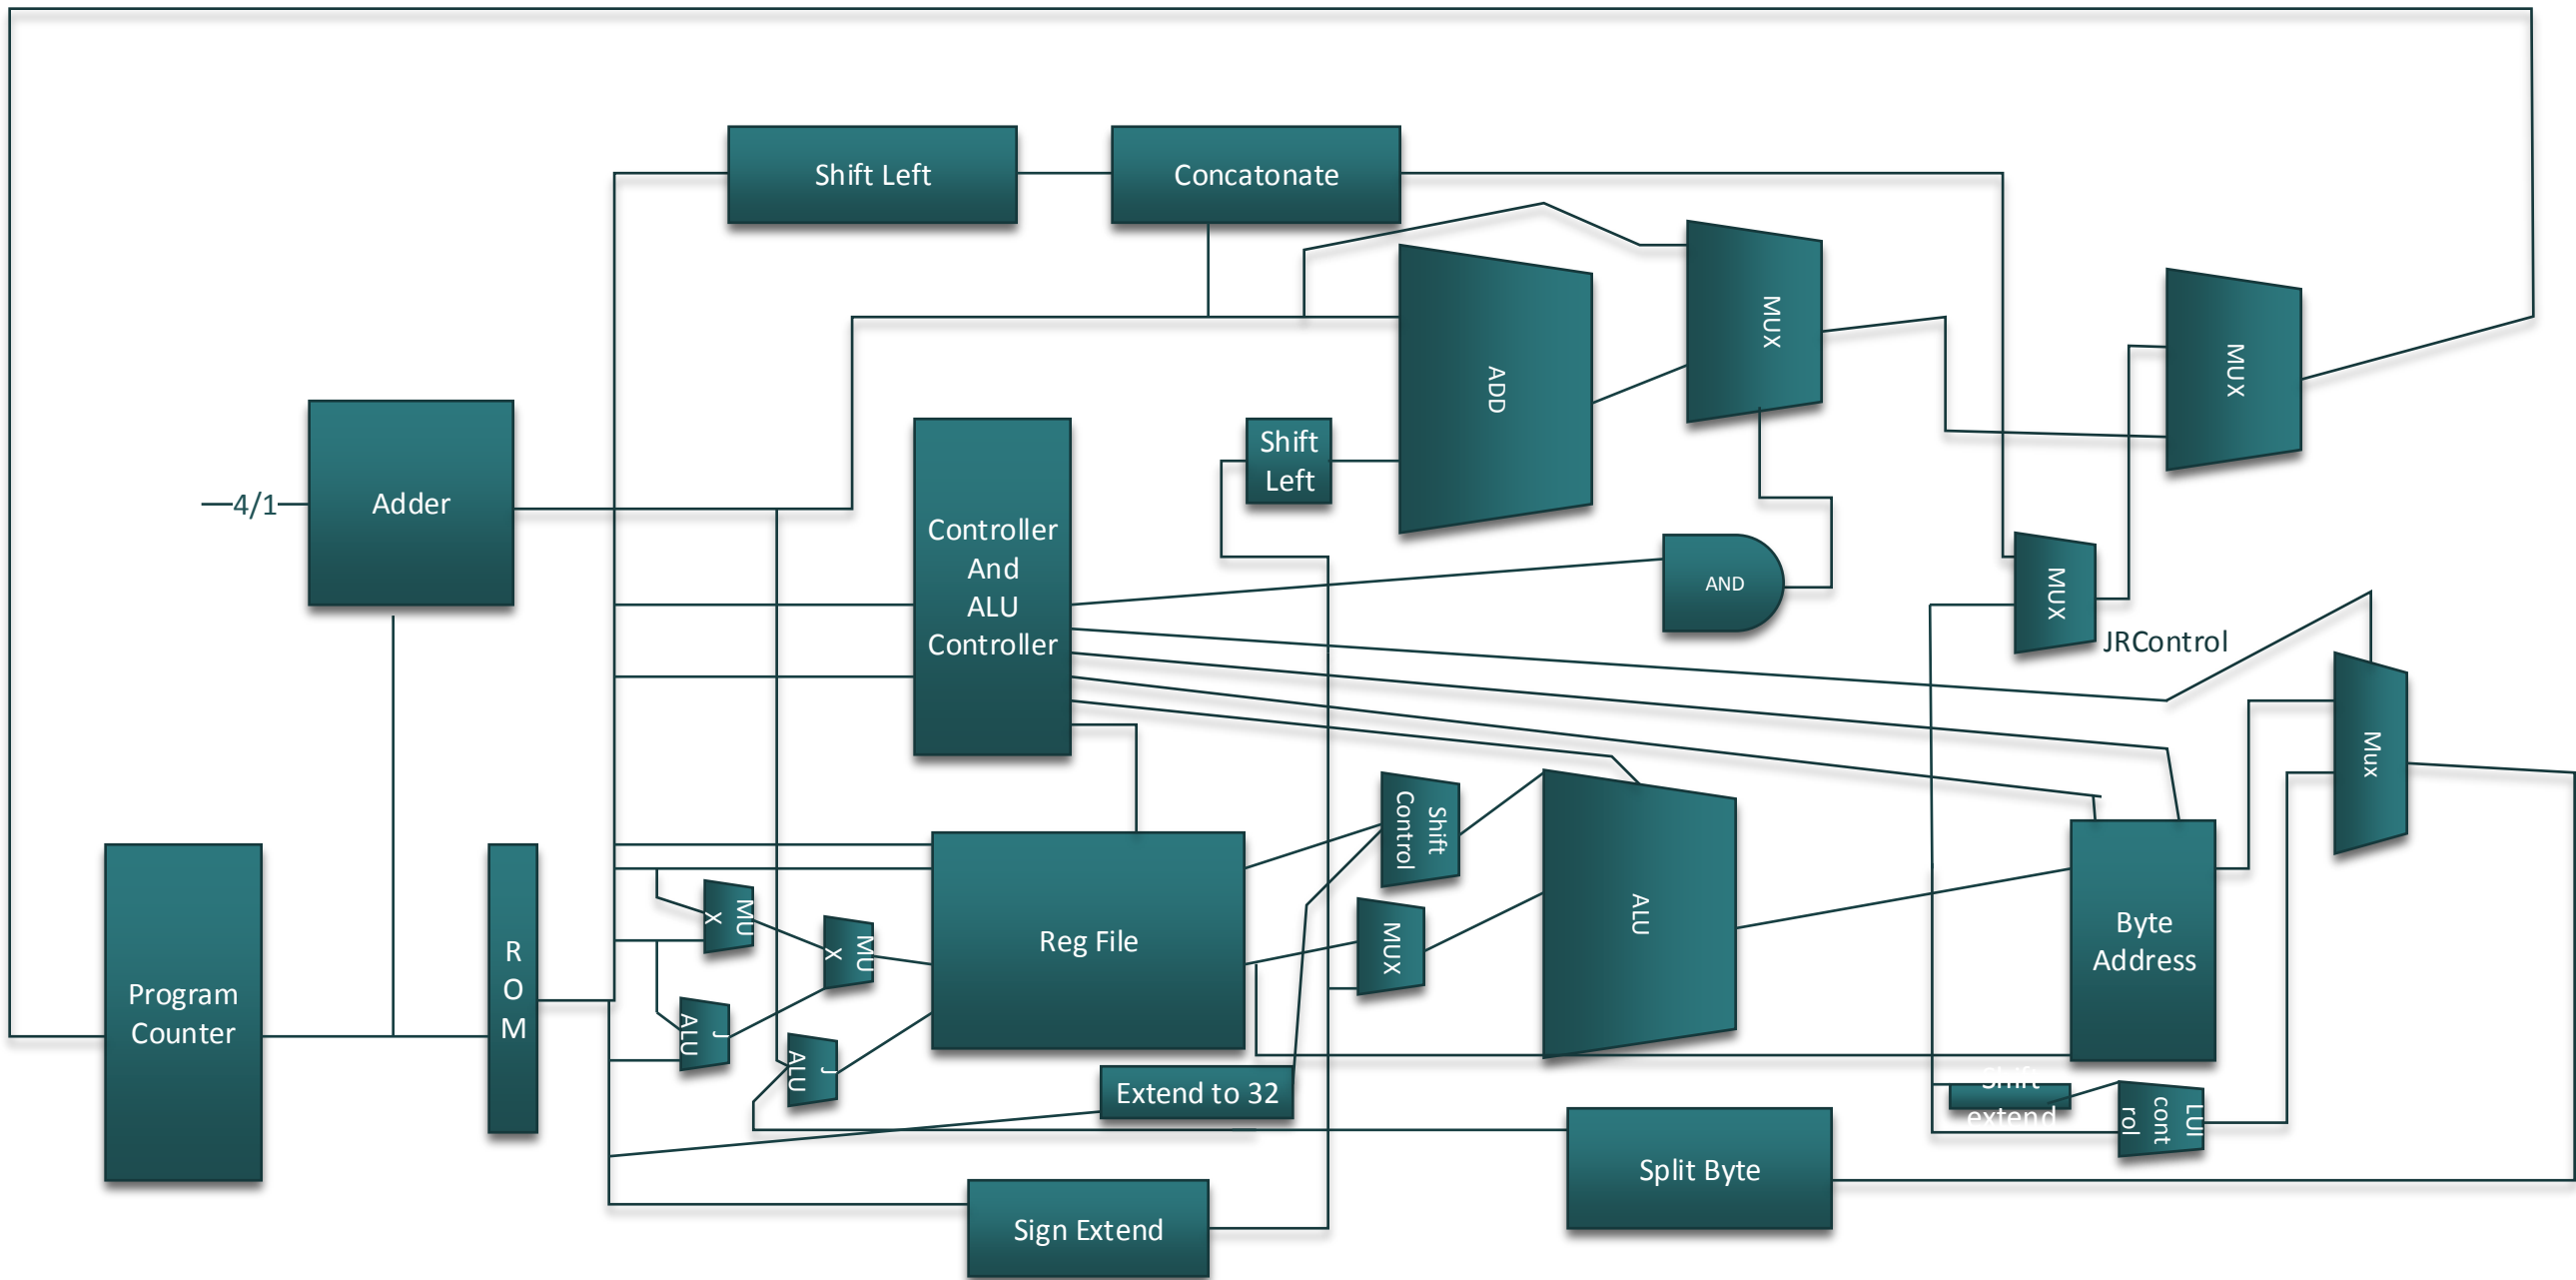 Shift Left
Concatonate
MUX
MUX
ADD
Shift
Left
4/1
Adder
Controller
And
ALU
Controller
AND
MUX
JRControl
Mux
Shift
Control
ALU
MU
X
MU
X
Reg File
MUX
Byte
Address
R
O
M
Program
Counter
J
ALU
J
ALU
Extend to 32
Shift
extend
LUI
cont
rol
Split Byte
Sign Extend